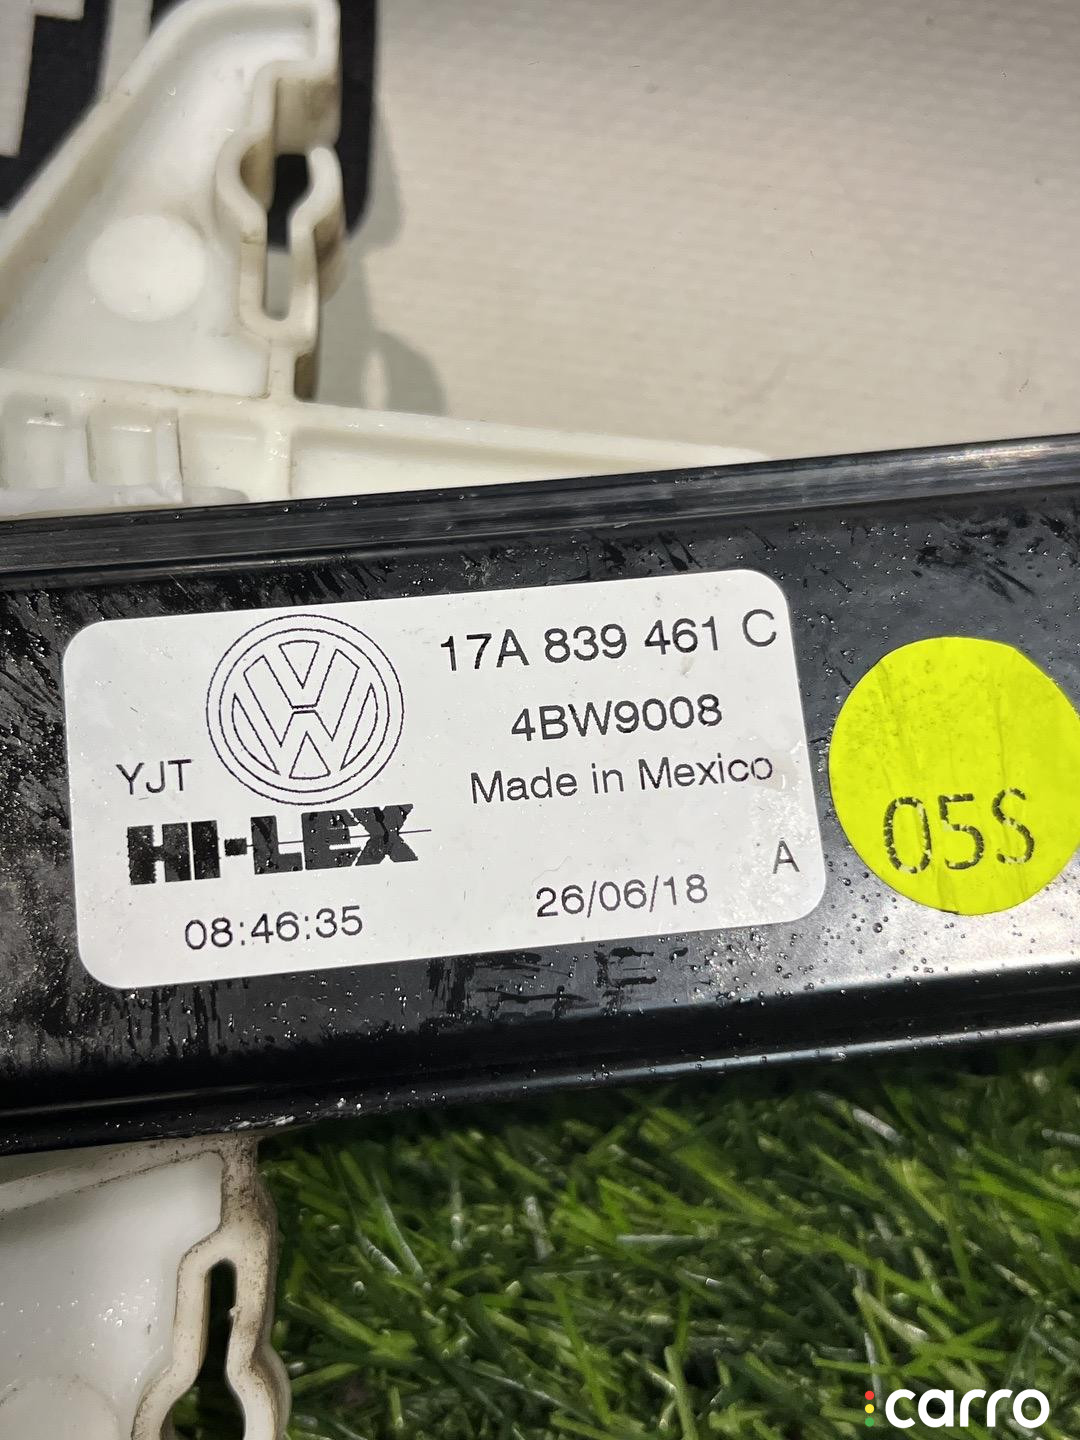 17A 839 461 C
4BW9008
YJT
Made in Mexico
HI-LEX
A
08:46:35
26/06/18
05S
carro